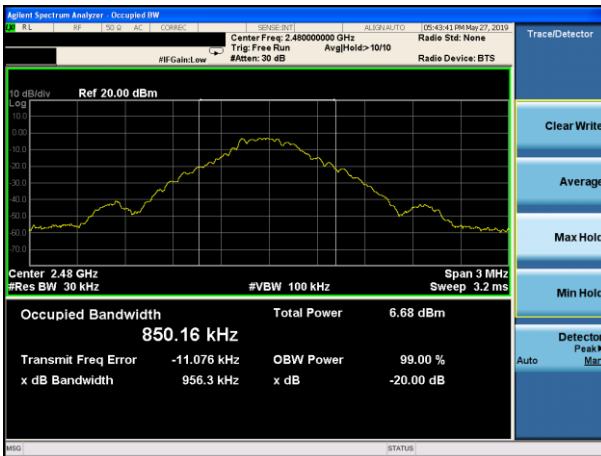 Agilent Spectrum Analyzer - Occupied BW
RL RF 50 Ω AC CORREC SENSE:INT ALIGN AUTO 05:43:41 PM May 27, 2019
Center Freq: 2.480000000 GHz Radio Std: None
Trig: Free Run Avg|Hold:> 10/10
#IFGain:Low #Atten: 30 dB Radio Device: BTS
Trace/Detector
10 dB/div Ref 20.00 dBm
Log
10.0
0.00
-10.0
-20.0
-30.0
-40.0
-50.0
-60.0
-70.0
Center 2.48 GHz Span 3 MHz
#Res BW 30 kHz #VBW 100 kHz Sweep 3.2 ms
Occupied Bandwidth Total Power 6.68 dBm
850.16 kHz
Transmit Freq Error -11.076 kHz OBW Power 99.00 %
x dB Bandwidth 956.3 kHz x dB -20.00 dB
Clear Write
Average
Max Hold
Min Hold
Detector
Peak
Auto Man
MSG STATUS